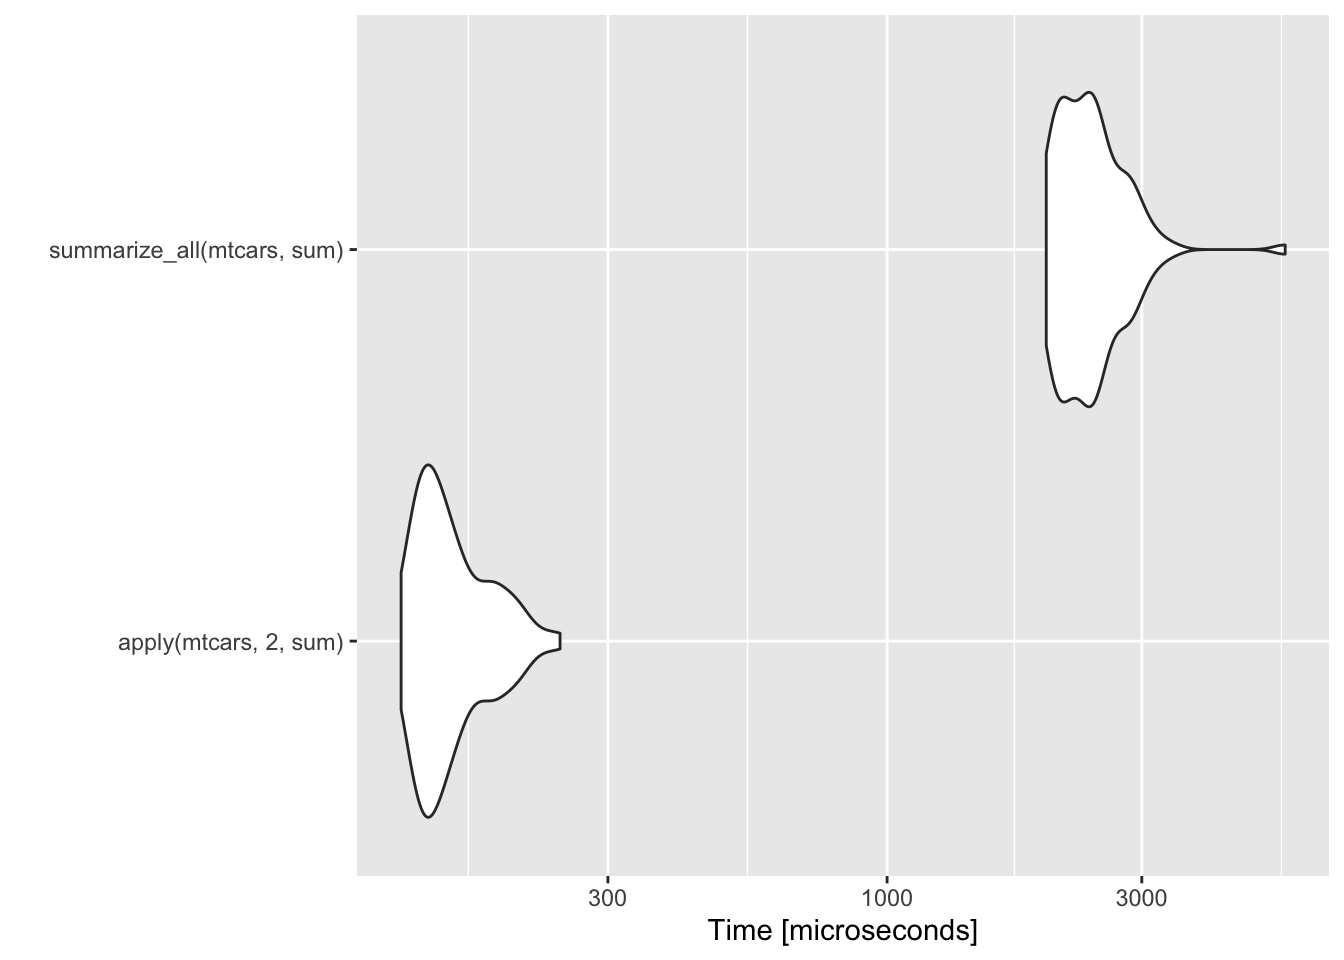 summarize_all(mtcars, sum)
apply(mtcars, 2, sum)
300
1000
3000
Time [microseconds]